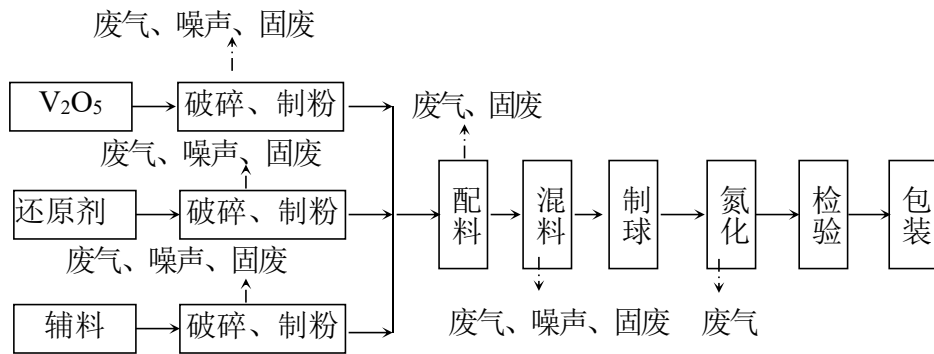 废气、噪声、固废
V₂O₅
破碎、制粉
废气、固废
废气、噪声、固废
还原剂
破碎、制粉
配料
混料
制球
氮化
检验
包装
废气、噪声、固废
辅料
破碎、制粉
废气、噪声、固废
废气